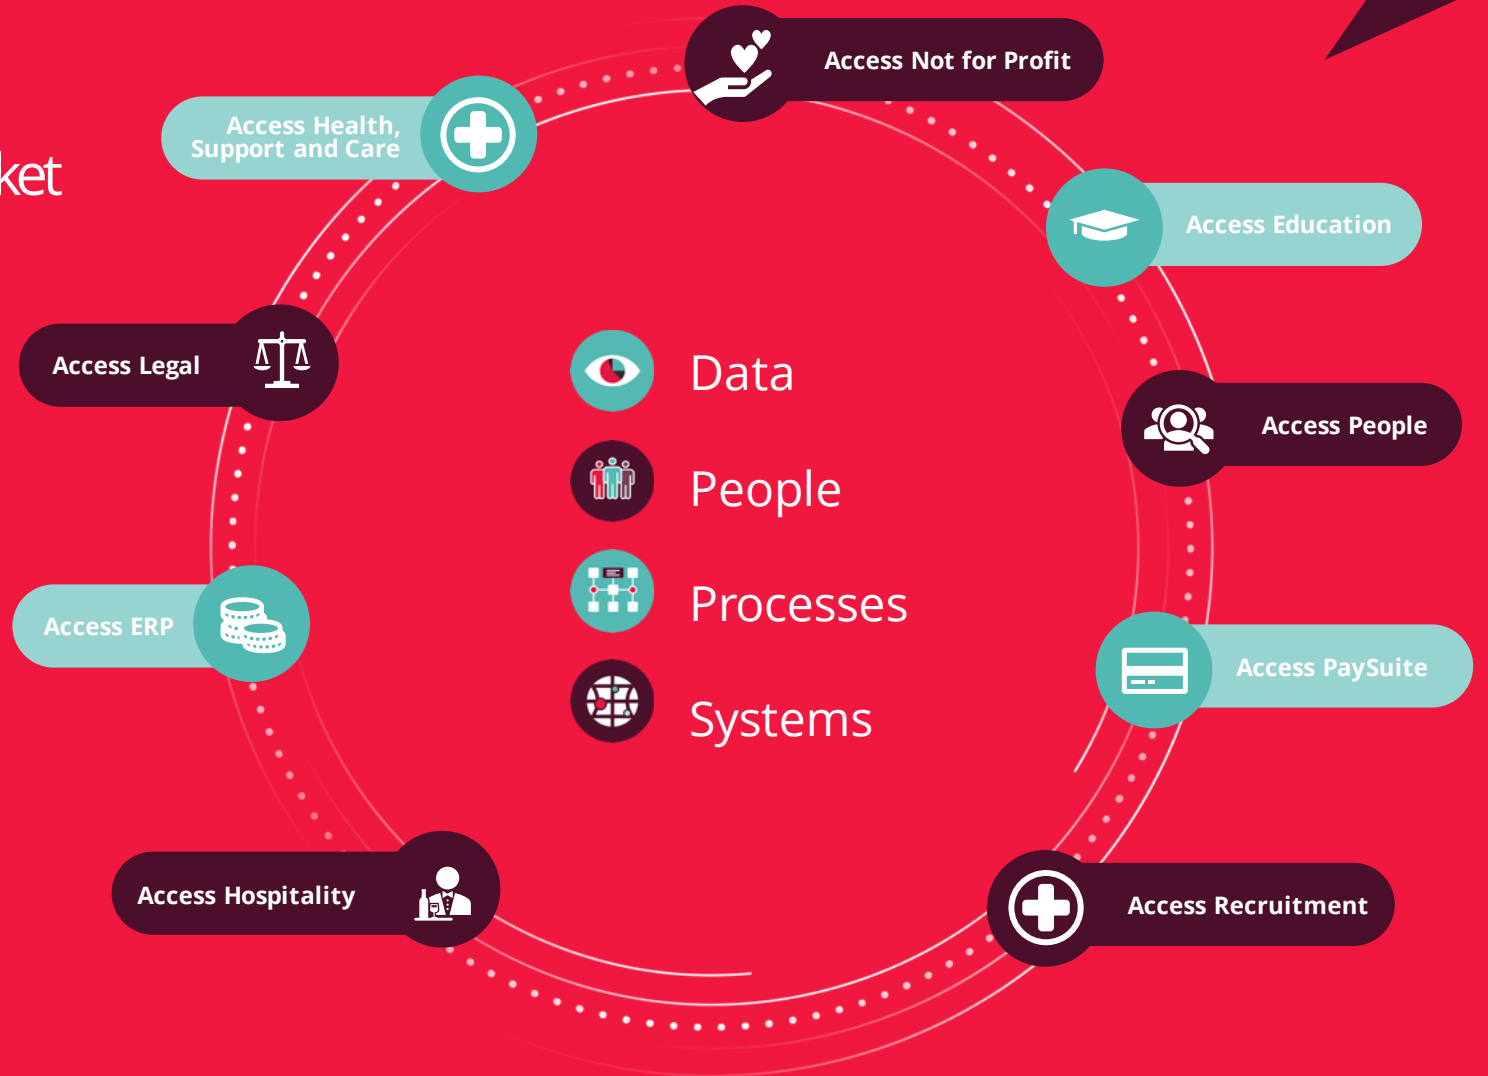 Access Not for Profit
Access Health,
Support and Care
ket
Access Education
Access Legal
Data
Access People
People
Processes
Access ERP
Access PaySuite
Systems
Access Hospitality
Access Recruitment